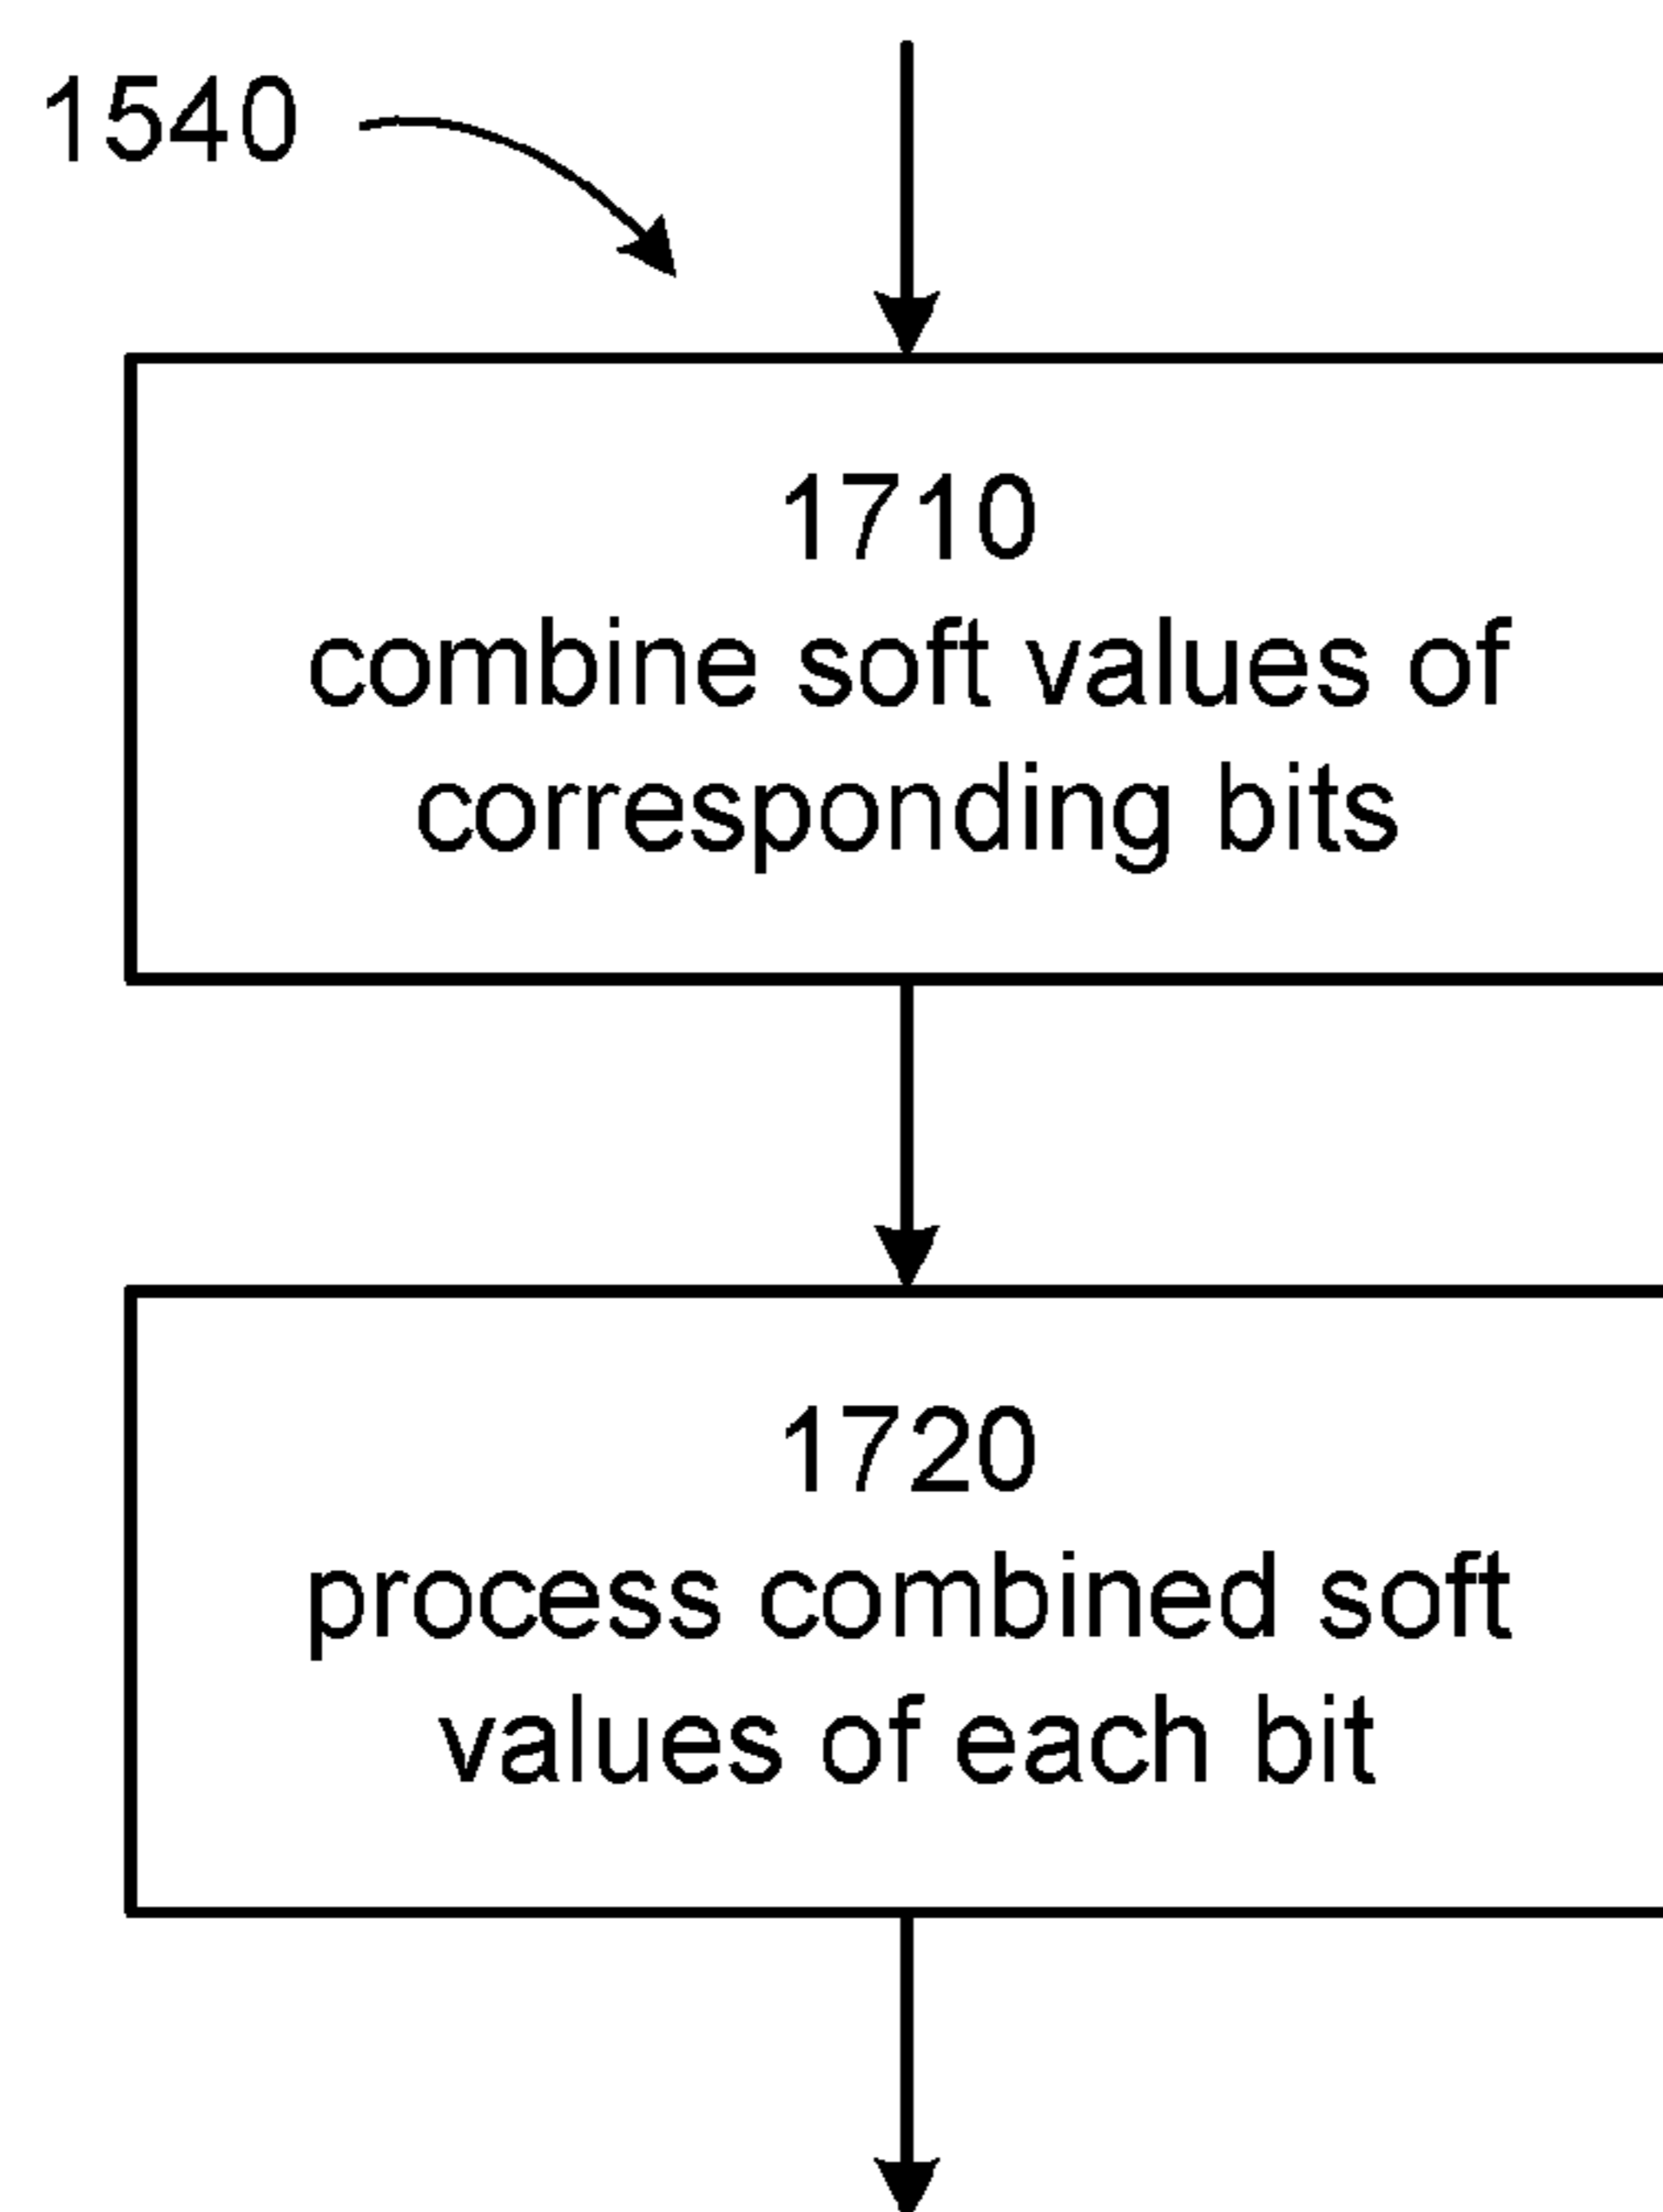 1540
1710
combine soft values of
corresponding bits
1720
process combined soft
values of each bit